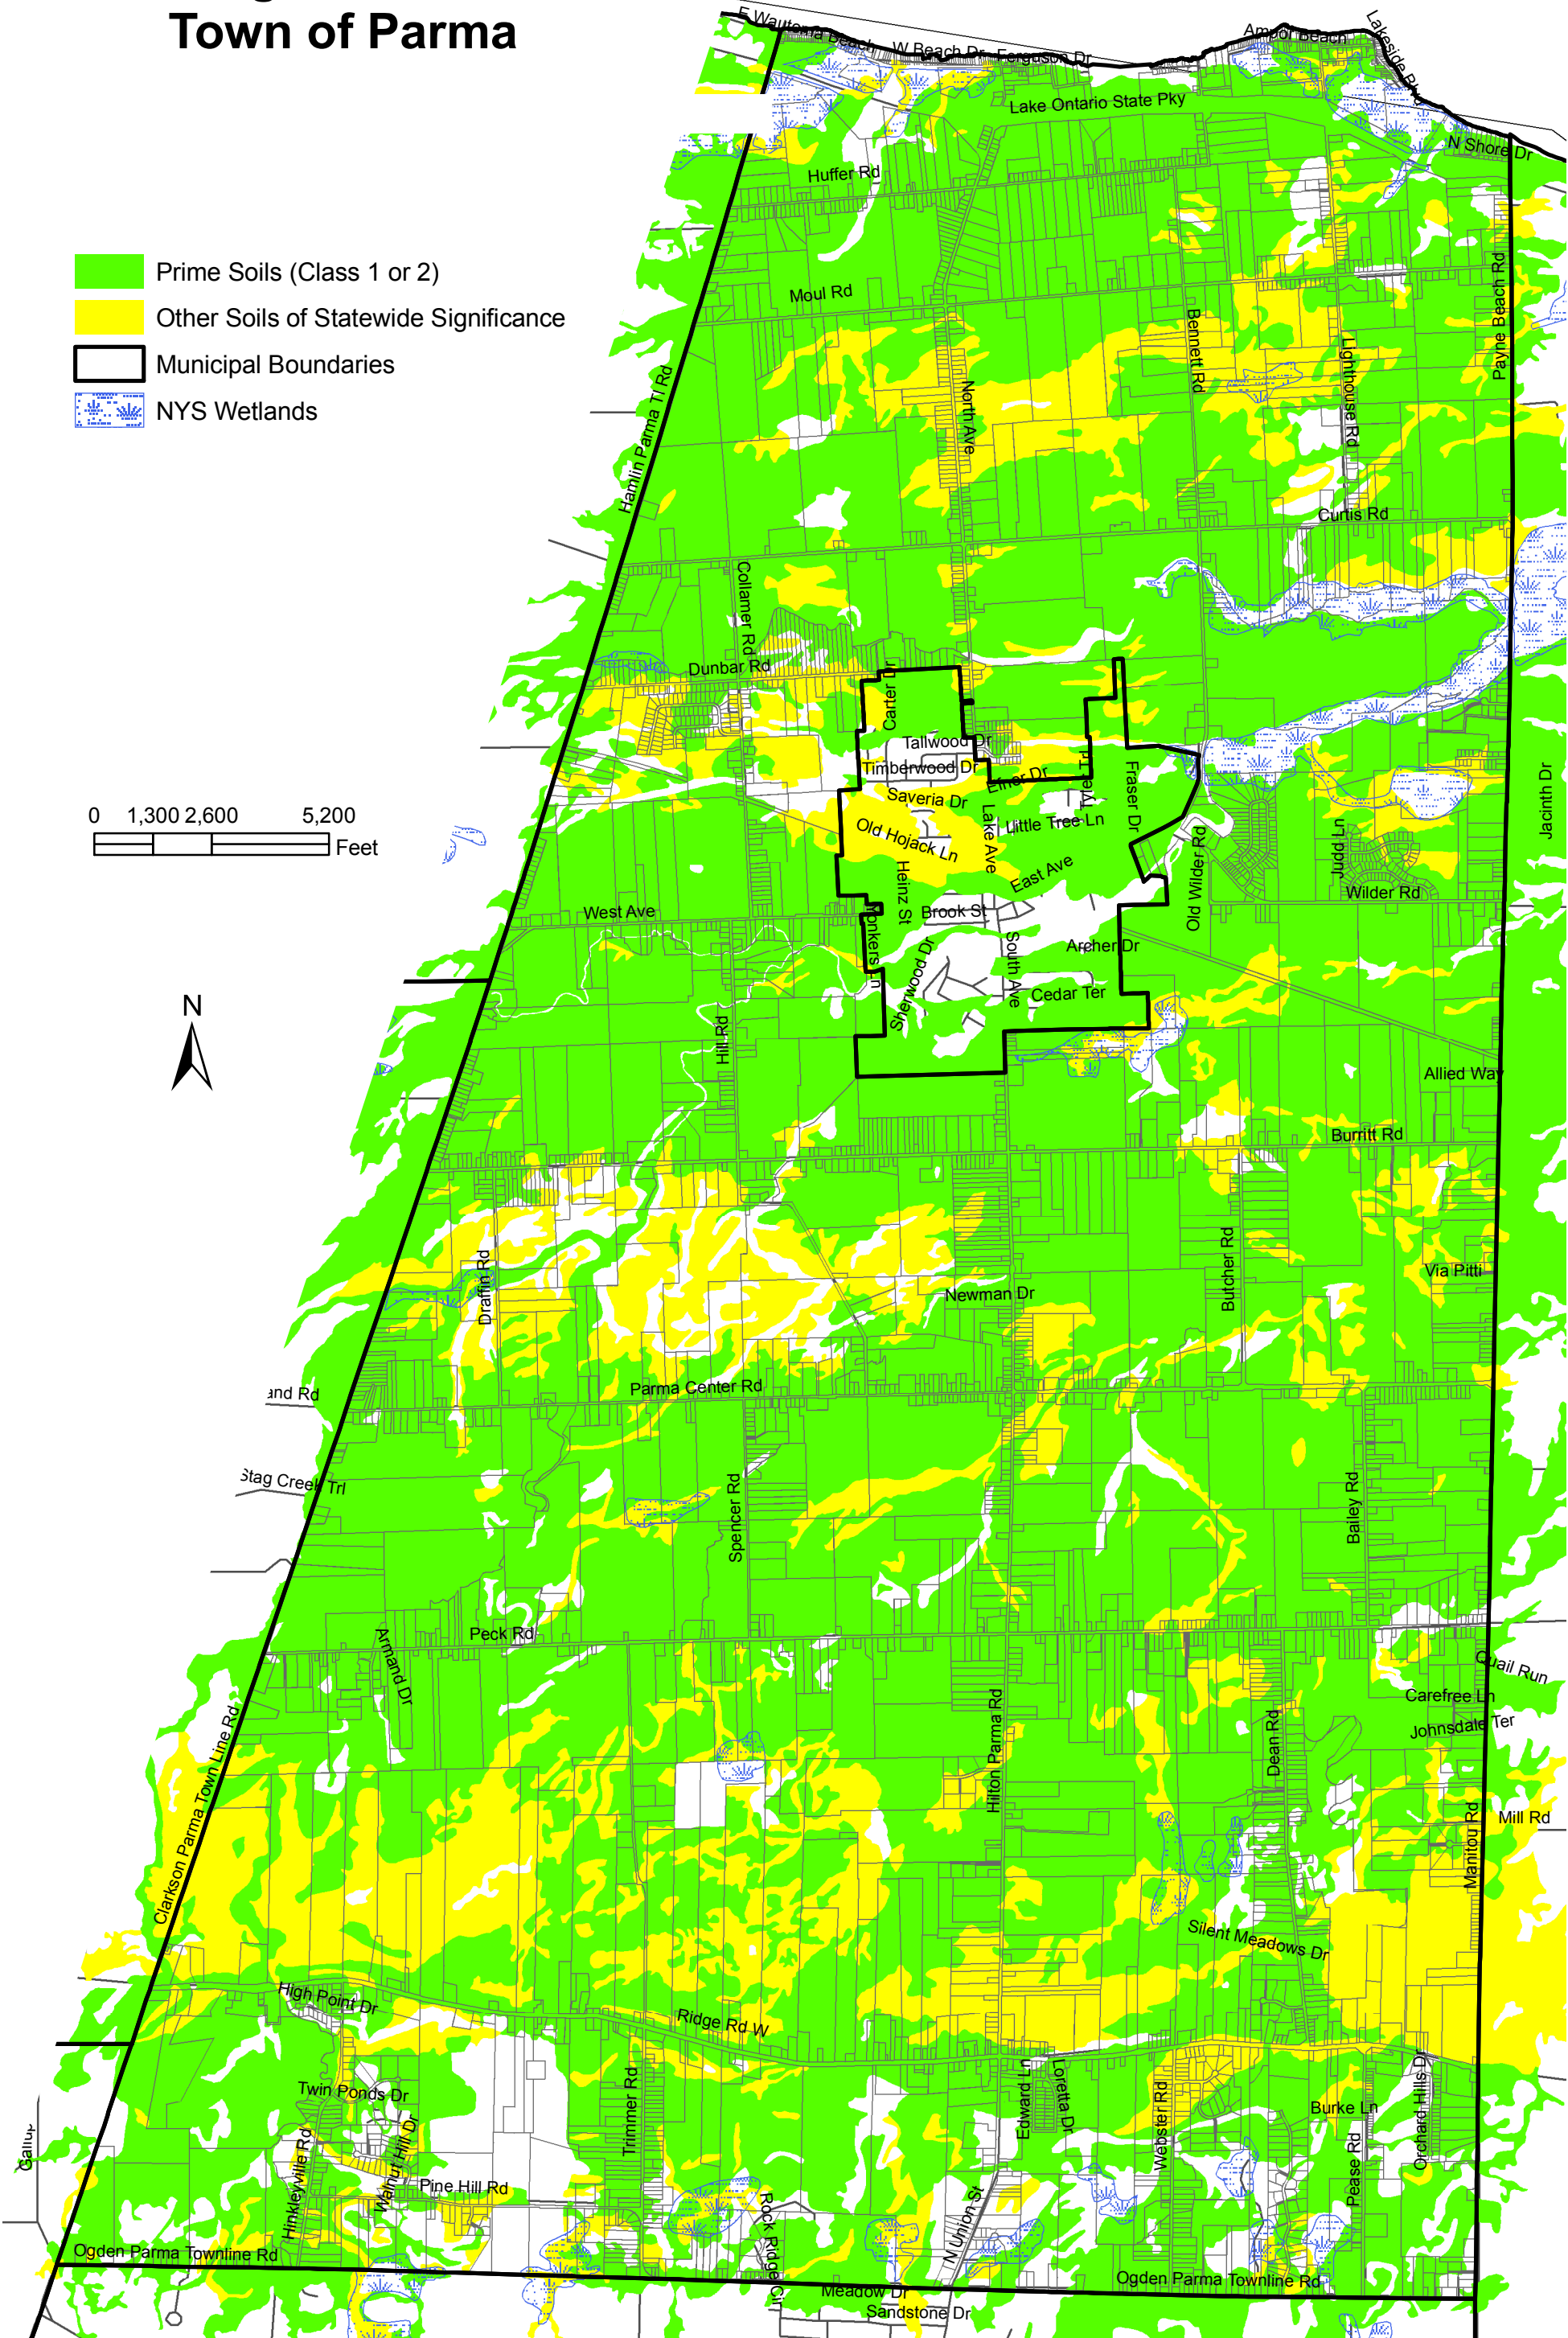 Town of Parma
E Wautoma Beach
W Beach Dr
Ferguson Dr
Ampol Beach
Lake Ontario State Pky
N Shore Dr
Huffer Rd
Prime Soils (Class 1 or 2)
Other Soils of Statewide Significance
Municipal Boundaries
NYS Wetlands
Moul Rd
Payne Beach Rd
Bennett Rd
Lighthouse Rd
North Ave
Hamlin Parma Tl Rd
Curtis Rd
Collamer Rd
Dunbar Rd
Carter Dr
Tallwood Dr
Timberwood Dr
Tyler Trl
Fraser Dr
Saveria Dr
Lake Ave
Little Tree Ln
Old Hojack Ln
East Ave
Jacinth Dr
Judd Ln
Old Wilder Rd
Wilder Rd
0 1,300 2,600 5,200
Feet
Heinz St
West Ave
Brook St
Sherwood Dr
South Ave
Archer Dr
Cedar Ter
N
Hill Rd
Allied Way
Burritt Rd
Draffin Rd
Butcher Rd
Via Pitti
Newman Dr
Parma Center Rd
and Rd
Stag Creek Trl
Spencer Rd
Bailey Rd
Peck Rd
Armand Dr
Quail Run
Carefree Ln
Johnsdale Ter
Hilton Parma Rd
Dean Rd
Manitou Rd
Mill Rd
Clarkson Parma Town Line Rd
Silent Meadows Dr
High Point Dr
Ridge Rd W
Twin Ponds Dr
Trimmer Rd
Edward Ln
Loretta Dr
Webster Rd
Burke Ln
Orchard Hills Dr
Pease Rd
Hinkleyville Rd
Walnut Hill Dr
Pine Hill Rd
Rock Ridge Cir
N Union St
Ogden Parma Townline Rd
Ogden Parma Townline Rd
Meadow Dr
Sandstone Dr